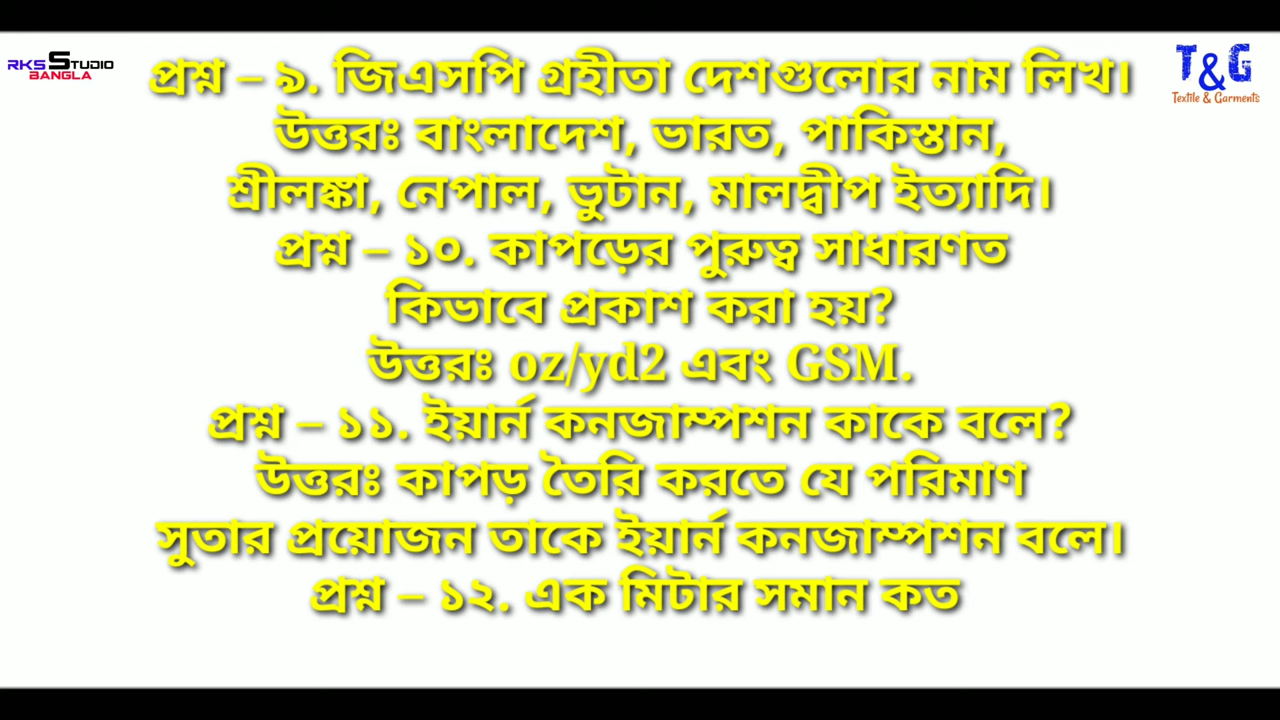 RKS STUDIO
BANGLA
T&G
Textile & Garments
প্রশ্ন – ৯. জিএসপি গ্রহীতা দেশগুলোর নাম লিখ।
উত্তরঃ বাংলাদেশ, ভারত, পাকিস্তান,
শ্রীলঙ্কা, নেপাল, ভুটান, মালদ্বীপ ইত্যাদি।
প্রশ্ন – ১০. কাপড়ের পুরুত্ব সাধারণত
কিভাবে প্রকাশ করা হয়?
উত্তরঃ oz/yd2 এবং GSM.
প্রশ্ন – ১১. ইয়ার্ন কনজাম্পশন কাকে বলে?
উত্তরঃ কাপড় তৈরি করতে যে পরিমাণ
সুতার প্রয়োজন তাকে ইয়ার্ন কনজাম্পশন বলে।
প্রশ্ন – ১২. এক মিটার সমান কত